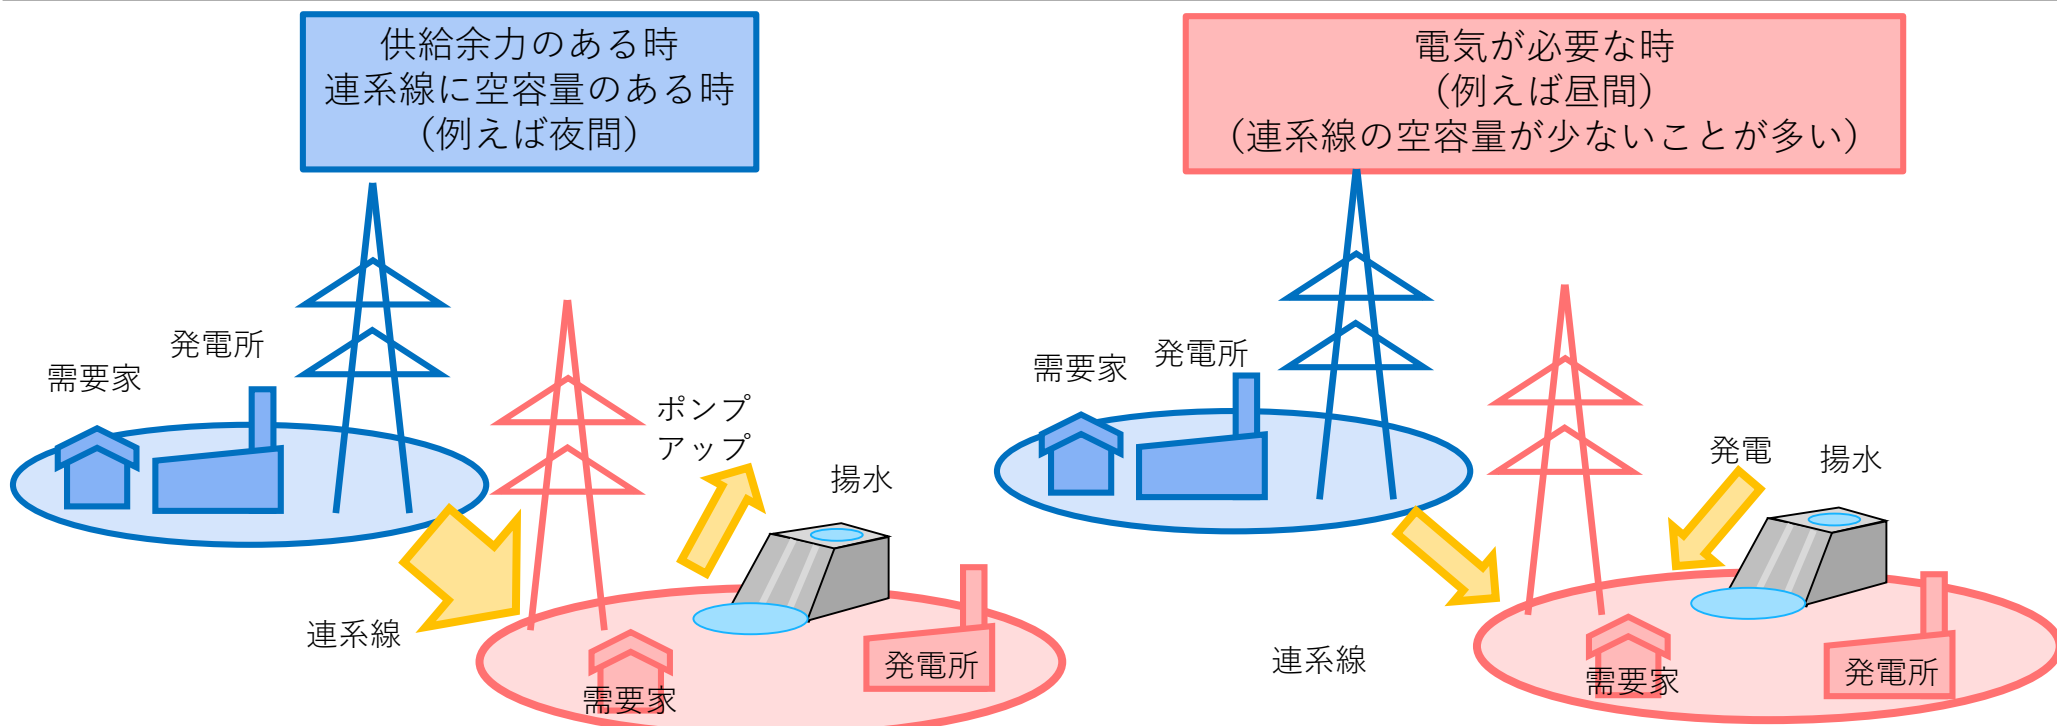 供給余力のある時
連系線に空容量のある時
（例えば夜間）
電気が必要な時
（例えば昼間）
（連系線の空容量が少ないことが多い）
需要家
発電所
ポンプ
アップ
揚水
連系線
需要家
発電所
需要家
発電所
発電
揚水
連系線
需要家
発電所